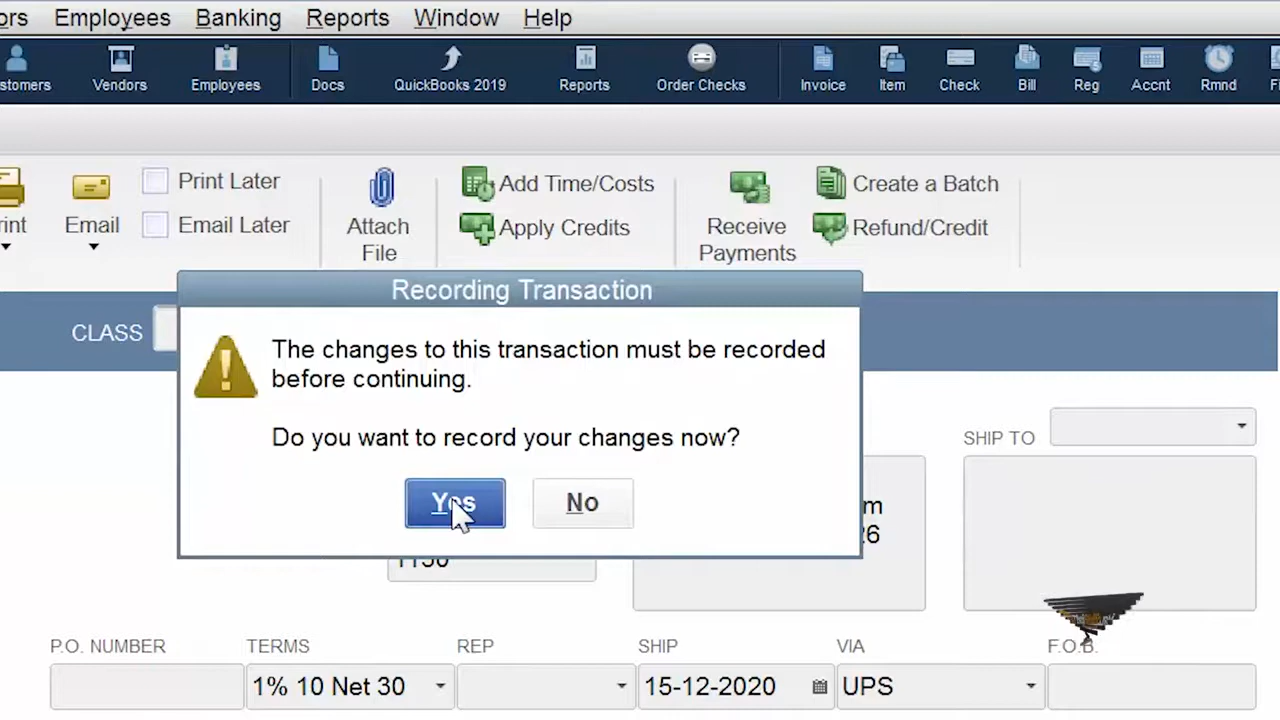 Employees Banking Reports Window Help
Vendors Employees Docs QuickBooks 2019 Reports Order Checks Invoice Item Check Bill Reg Accnt Rmnd
Print Later
Email Later
Email
Attach
File
Add Time/Costs
Apply Credits
Receive
Payments
Create a Batch
Refund/Credit
Recording Transaction
CLASS
The changes to this transaction must be recorded
before continuing.
Do you want to record your changes now?
Yes No
SHIP TO
P.O. NUMBER TERMS REP SHIP VIA F.O.B.
1% 10 Net 30 15-12-2020 UPS